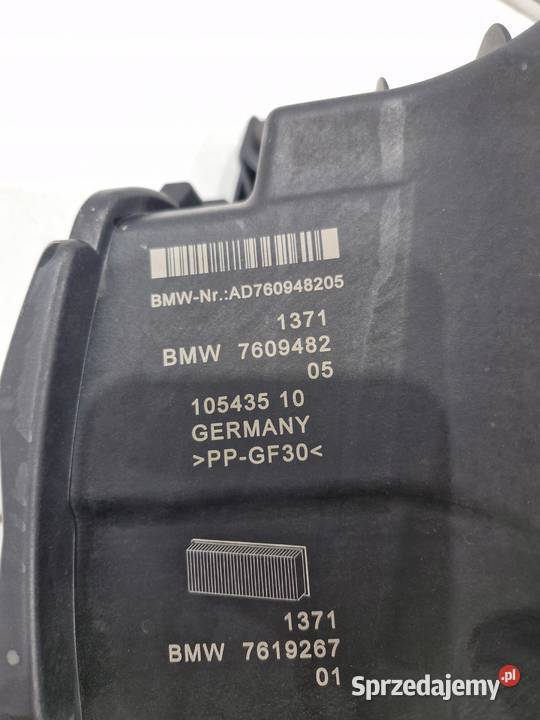 BMW-Nr.:AD760948205
1371
BMW 7609482
05
105435 10
GERMANY
>PP-GF30<
1371
BMW 7619267
01
Sprzedajemy.pl